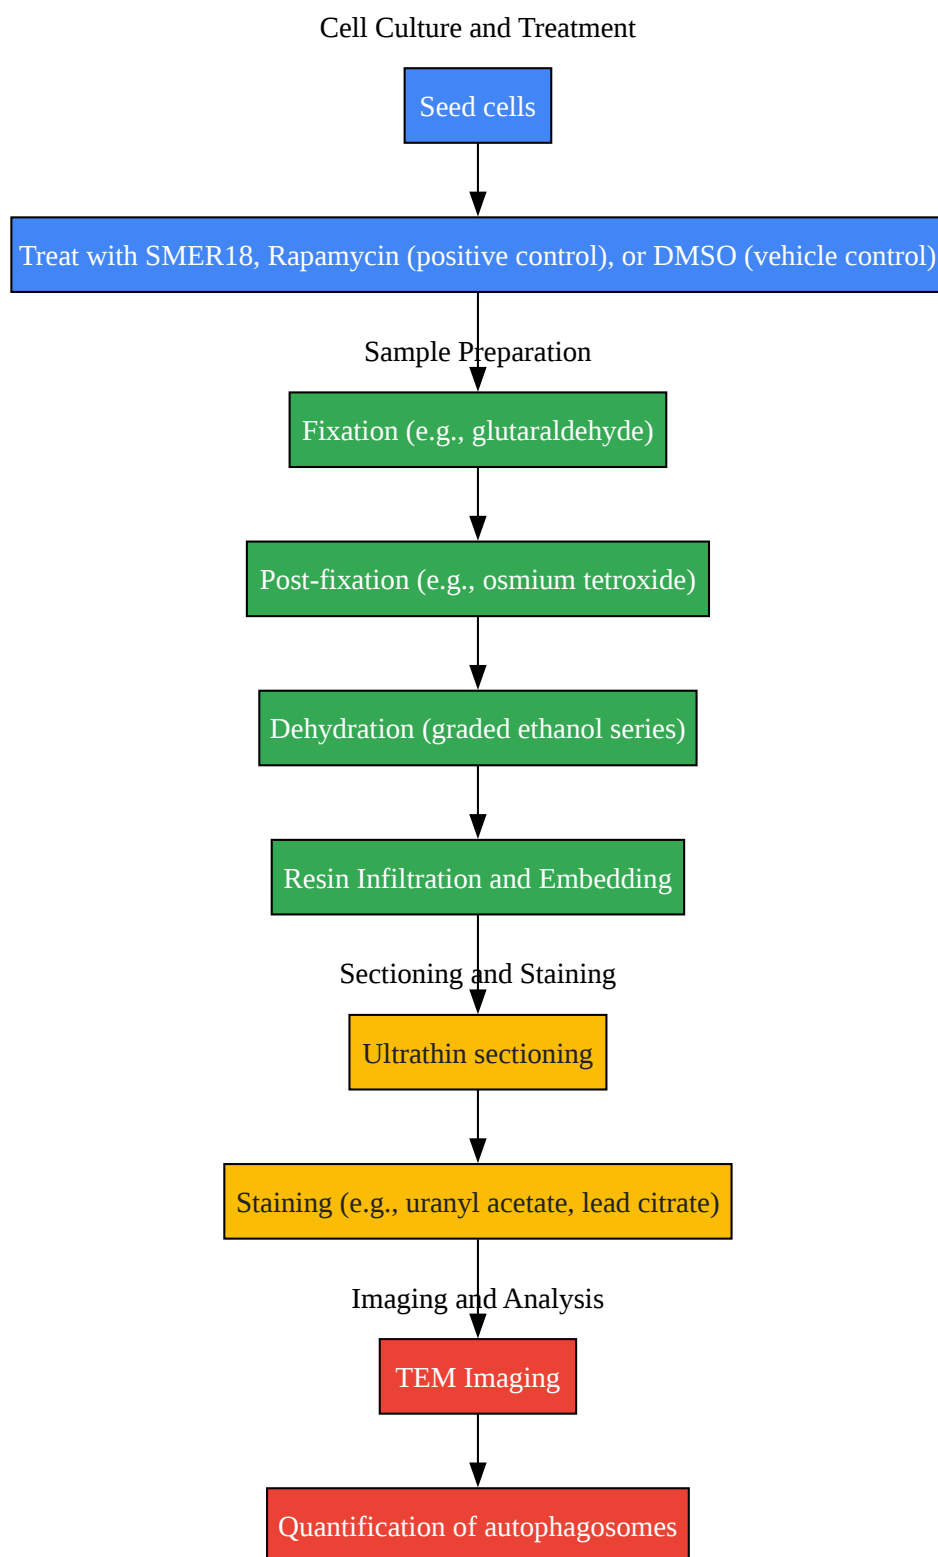 Cell Culture and Treatment
Seed cells
Treat with SMER18, Rapamycin (positive control), or DMSO (vehicle control)
Sample Preparation
Fixation (e.g., glutaraldehyde)
Post-fixation (e.g., osmium tetroxide)
Dehydration (graded ethanol series)
Resin Infiltration and Embedding
Sectioning and Staining
Ultrathin sectioning
Staining (e.g., uranyl acetate, lead citrate)
Imaging and Analysis
TEM Imaging
Quantification of autophagosomes